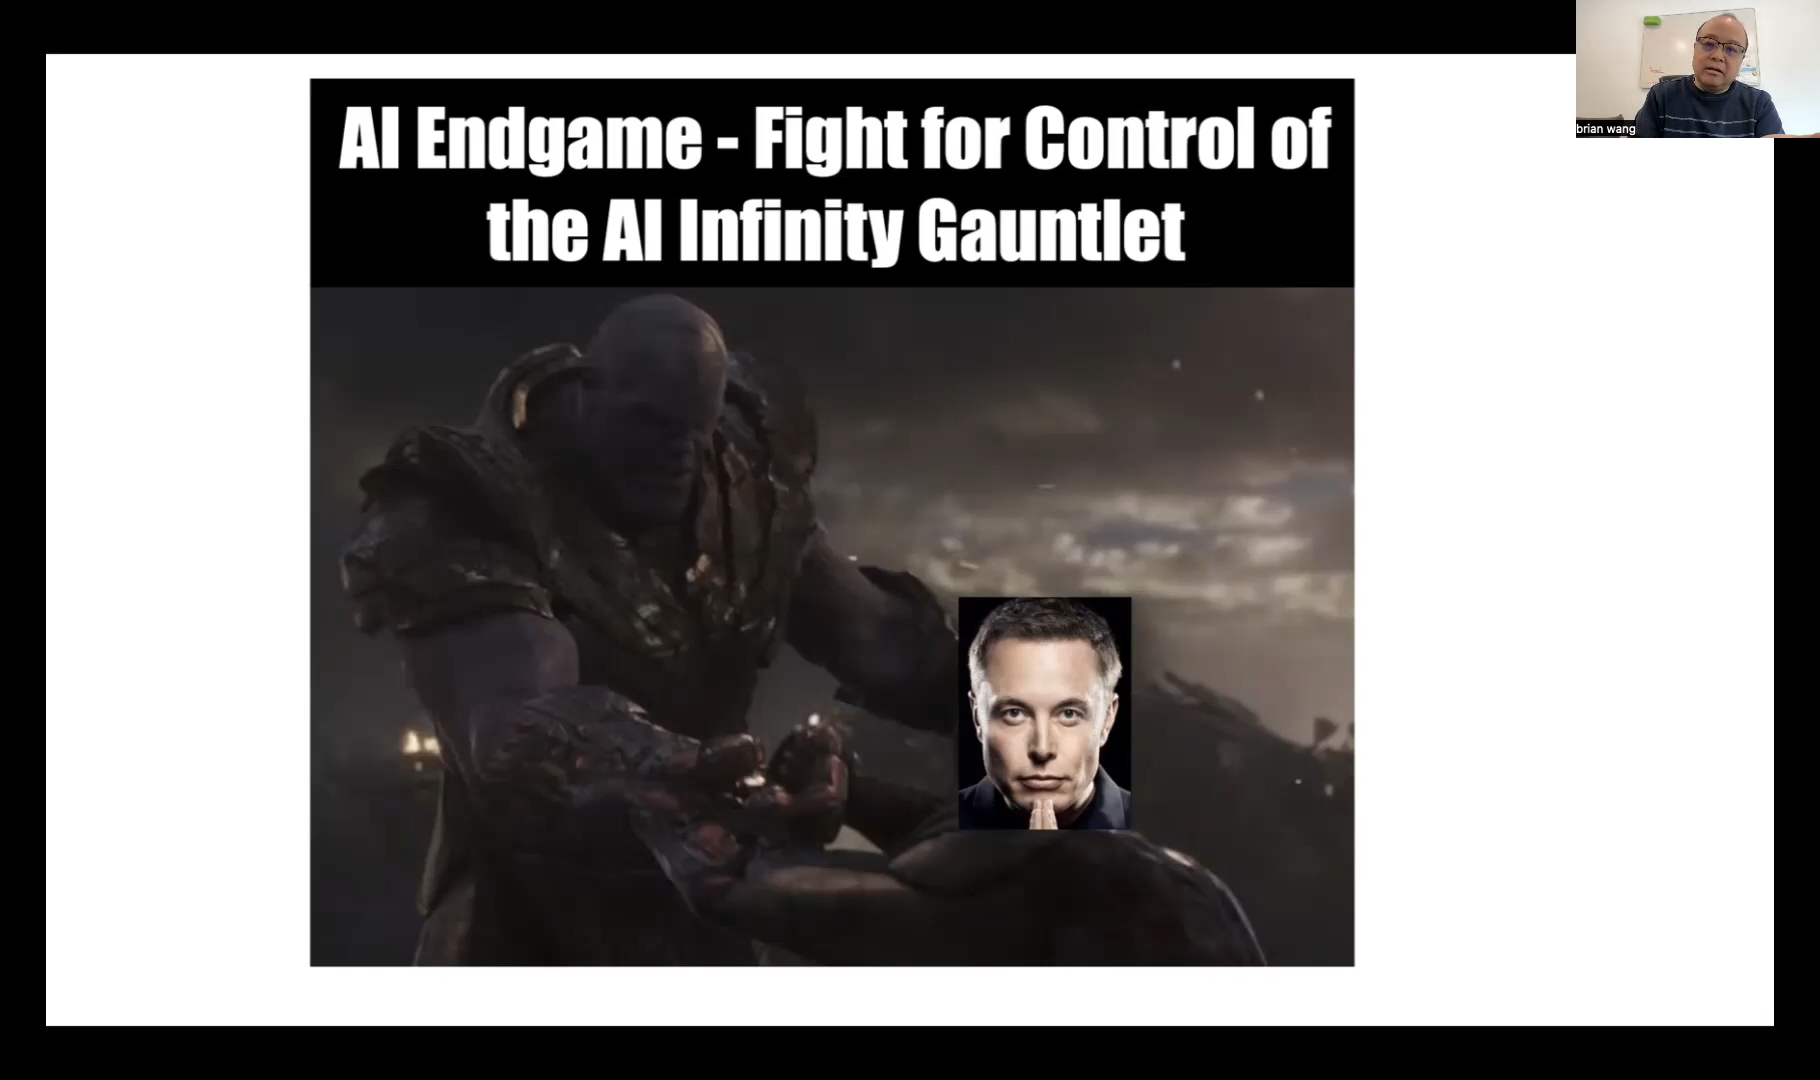 AI Endgame - Fight for Control of
the AI Infinity Gauntlet
brian wang